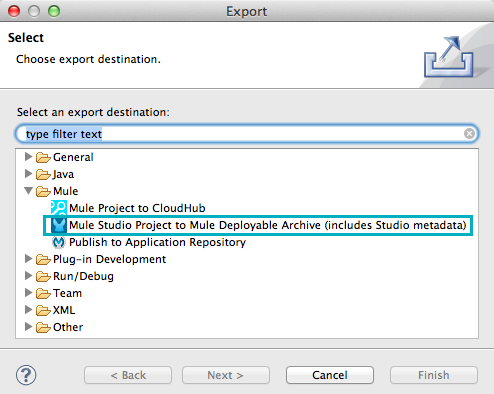 Export
Select
Choose export destination.
Select an export destination:
type filter text
General
Java
Mule
Mule Project to CloudHub
Mule Studio Project to Mule Deployable Archive (includes Studio metadata)
Publish to Application Repository
Plug-in Development
Run/Debug
Team
XML
Other
? < Back Next > Cancel Finish